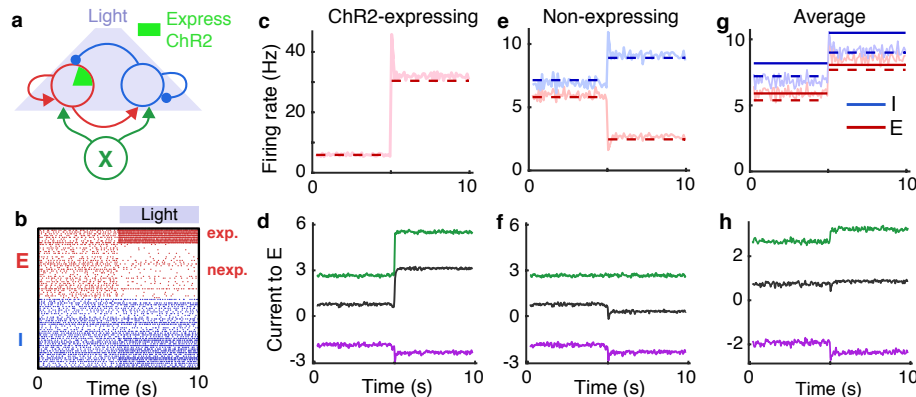 a
Light
Express
ChR2
X
b
Light
E
exp.
nexp.
I
0
Time (s)
10
c
ChR2-expressing
Firing rate (Hz)
40
20
0
0
10
e
Non-expressing
10
5
0
0
10
g
Average
10
5
0
I
E
0
10
d
Current to E
6
3
0
-3
0
Time (s)
10
f
6
3
0
-3
0
Time (s)
10
h
2
0
-2
0
Time (s)
10